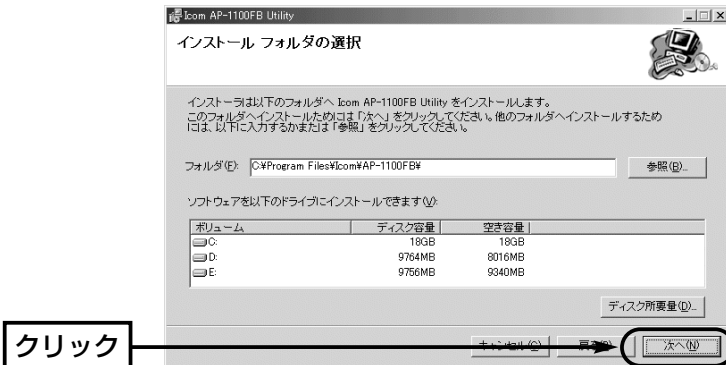 Icom AP-1100FB Utility
インストール フォルダの選択
インストーラは以下のフォルダへ Icom AP-1100FB Utility をインストールします。
このフォルダへインストールためには「次へ」をクリックしてください。他のフォルダへインストールするため
には、以下に入力するかまたは「参照」をクリックしてください。
フォルダ(F): C:¥Program Files¥Icom¥AP-1100FB¥ 参照(B)...
ソフトウェアを以下のドライブにインストールできます(V):
ボリューム ディスク容量 空き容量
C: 18GB 18GB
D: 9764MB 8016MB
E: 9756MB 9340MB
ディスク所要量(D)...
クリック
キャンセル(C) 次へ(N)